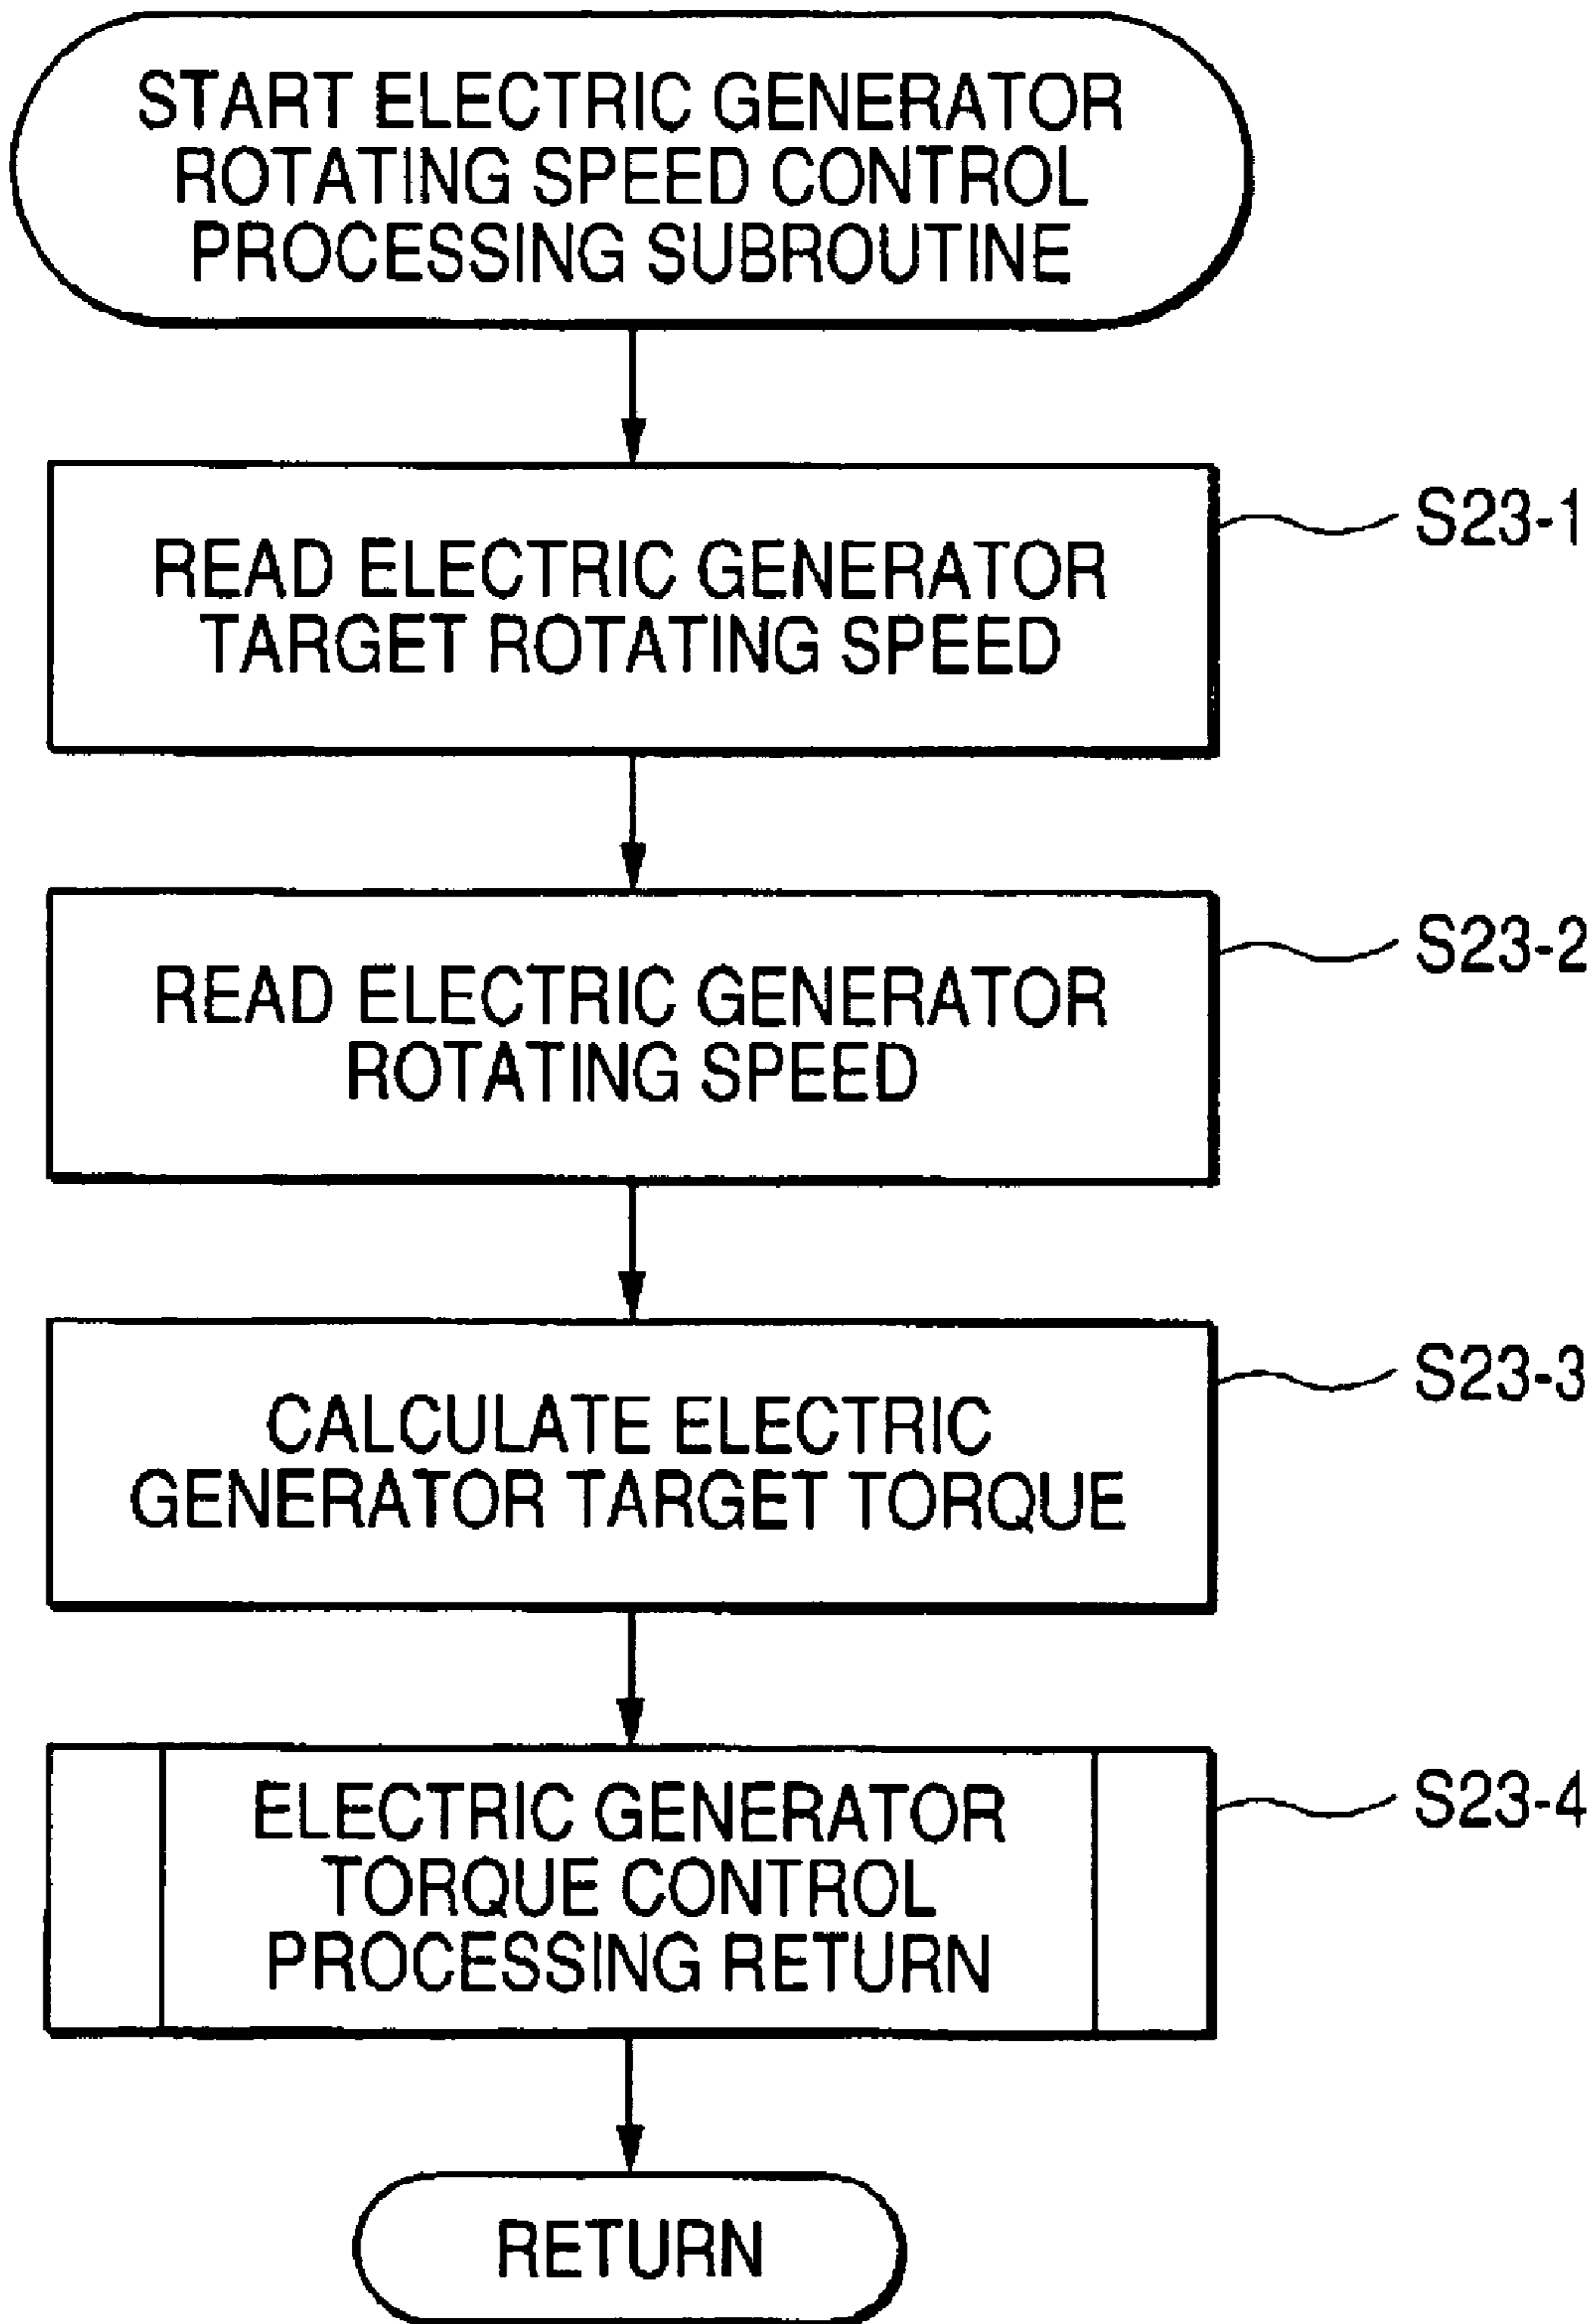 START ELECTRIC GENERATOR
ROTATING SPEED CONTROL
PROCESSING SUBROUTINE
READ ELECTRIC GENERATOR
TARGET ROTATING SPEED
S23-1
READ ELECTRIC GENERATOR
ROTATING SPEED
S23-2
CALCULATE ELECTRIC
GENERATOR TARGET TORQUE
S23-3
ELECTRIC GENERATOR
TORQUE CONTROL
PROCESSING RETURN
S23-4
RETURN